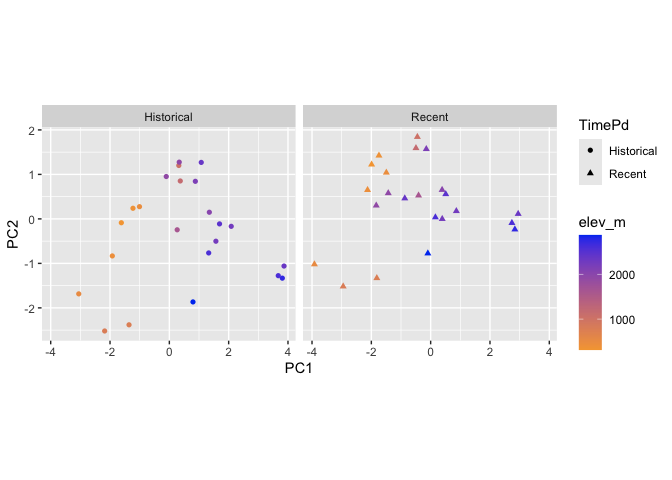 Historical
Recent
2
1
0
-1
-2
-4
-2
0
2
4
-4
-2
0
2
4
PC1
PC2
TimePd
Historical
Recent
elev_m
2000
1000